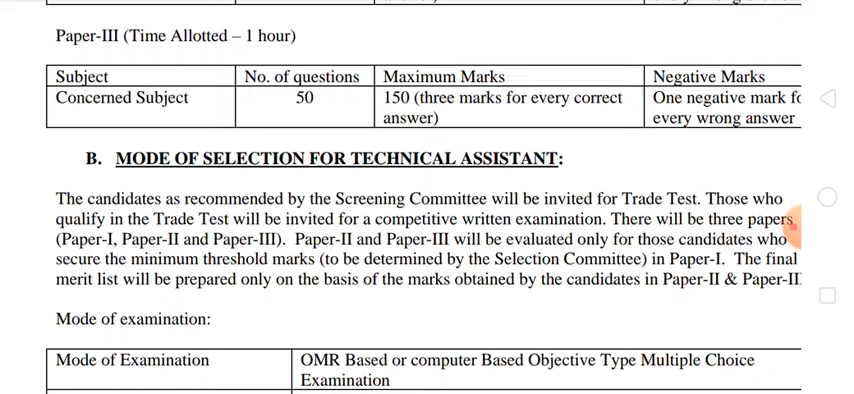 Paper-III (Time Allotted – 1 hour)
Subject No. of questions Maximum Marks Negative Marks
Concerned Subject 50 150 (three marks for every correct One negative mark
answer) every wrong answer
B. MODE OF SELECTION FOR TECHNICAL ASSISTANT:
The candidates as recommended by the Screening Committee will be invited for Trade Test. Those who
qualify in the Trade Test will be invited for a competitive written examination. There will be three papers
(Paper-I, Paper-II and Paper-III). Paper-II and Paper-III will be evaluated only for those candidates who
secure the minimum threshold marks (to be determined by the Selection Committee) in Paper-I. The final
merit list will be prepared only on the basis of the marks obtained by the candidates in Paper-II &
Mode of examination:
Mode of Examination OMR Based or computer Based Objective Type Multiple Choice
Examination